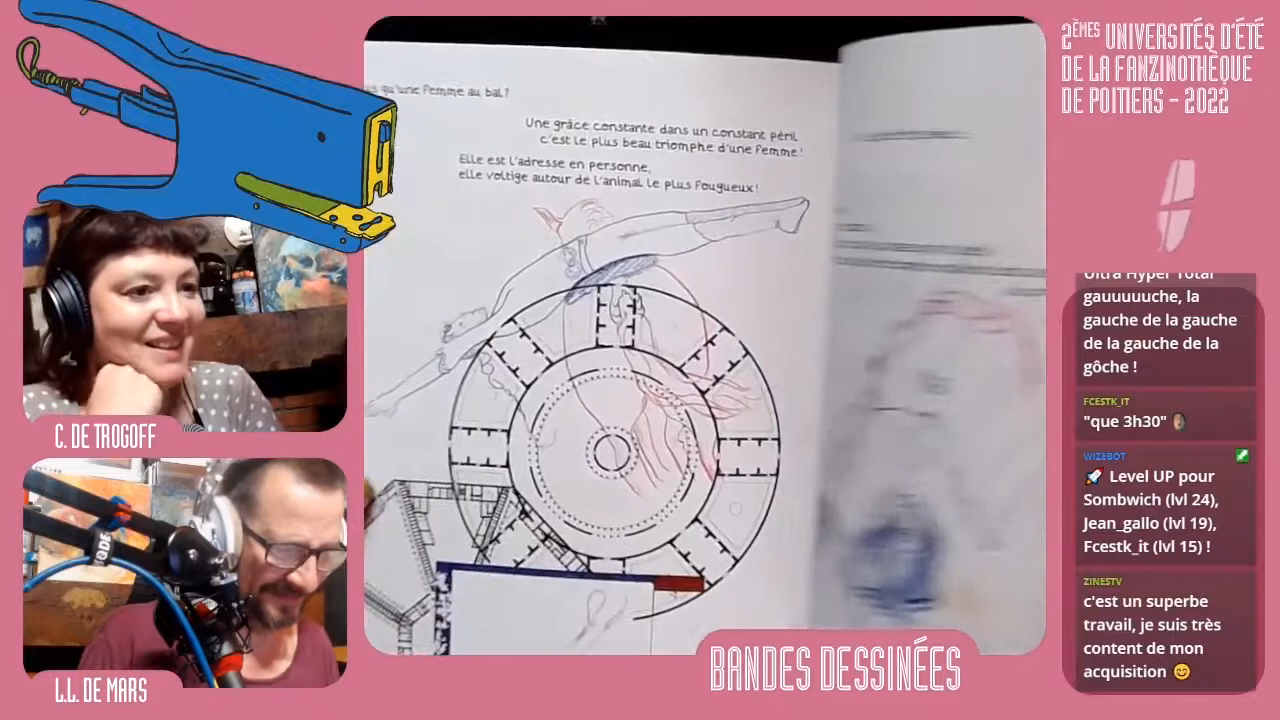 2ÈMES UNIVERSITÉS D'ÉTÉ
DE LA FANZINOTHÈQUE
DE POITIERS - 2022
qu'une femme au bal?
Une grâce constante dans un constant péril,
c'est le plus beau triomphe d'une femme!
Elle est l'adresse en personne,
elle voltige autour de l'animal le plus fougueux!
C. DE TROGOFF
L.L. DE MARS
BANDES DESSINÉES
Ultra Hyper Total
gauuuuuche, la
gauche de la gauche
de la gauche de la
gôche !
FCESTK_IT
"que 3h30"
WIZEBOT
Level UP pour
Sombwich (lvl 24),
Jean_gallo (lvl 19),
Fcestk_it (lvl 15) !
ZINESTV
c'est un superbe
travail, je suis très
content de mon
acquisition